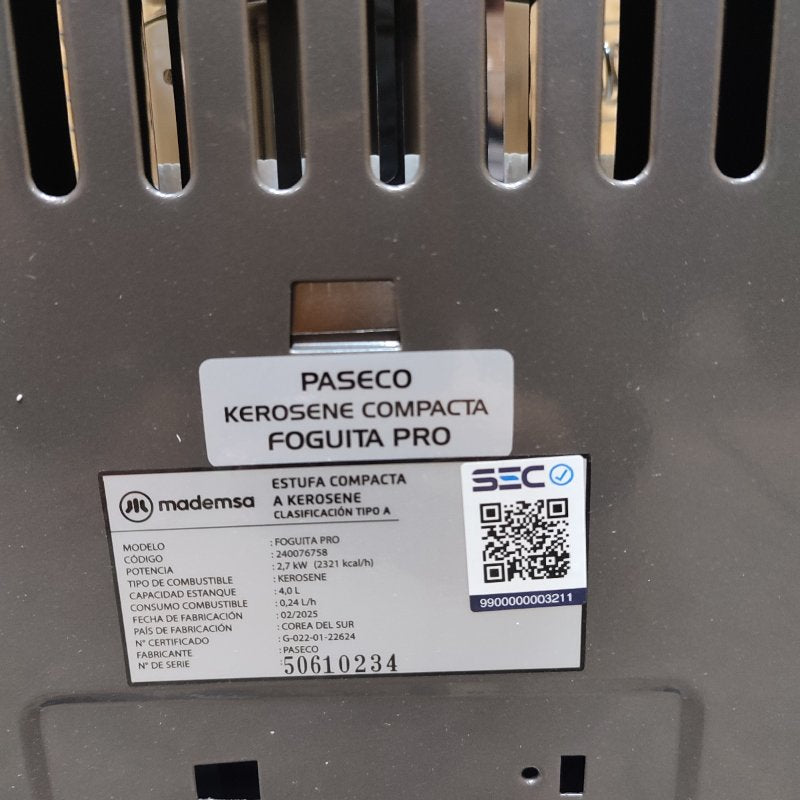 PASECO
KEROSENE COMPACTA
FOGUITA PRO
mademsa
ESTUFA COMPACTA
A KEROSENE
CLASIFICACIÓN TIPO A
SEC
MODELO : FOGUITA PRO
CÓDIGO : 240076758
POTENCIA : 2,7 kW (2321 kcal/h)
TIPO DE COMBUSTIBLE : KEROSENE
CAPACIDAD ESTANQUE : 4,0 L
CONSUMO COMBUSTIBLE : 0,24 L/h
FECHA DE FABRICACIÓN : 02/2025
PAÍS DE FABRICACIÓN : COREA DEL SUR
N° CERTIFICADO : G-022-01-22624
FABRICANTE : PASECO
N° DE SERIE : 50610234
9900000003211